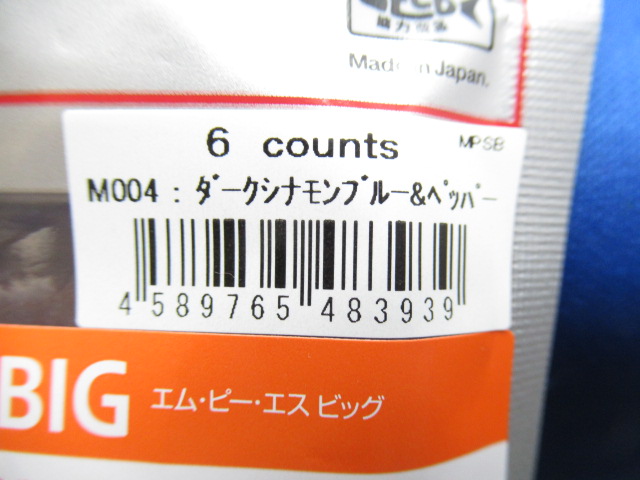 Made in Japan.
6 counts MPSB
M004 : ﾀﾞｰｸｼﾅﾓﾝﾌﾞﾙｰ&ﾍﾟｯﾊﾟｰ
4 589765 483939
BIG エム・ピー・エス ビッグ